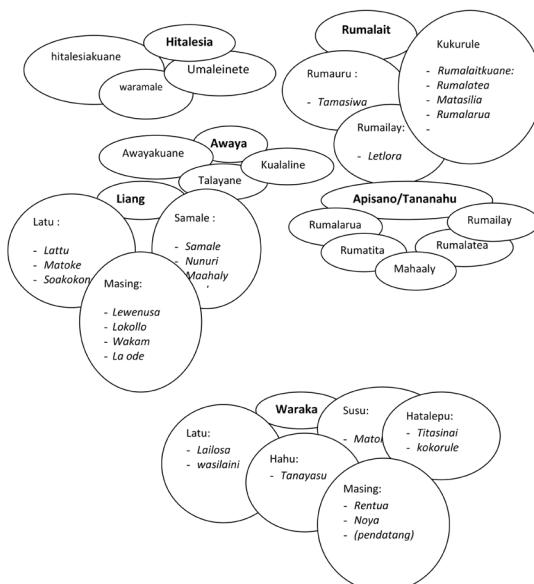 Hitalesia
hitalesiakuane
Umaleinete
waramale
Rumalait
Rumauru :
- Tamasiwa
Rumailay:
- Letlora
Kukurule
- Rumalaitkuane:
- Rumalatea
- Matasilia
- Rumalarua
-
Awaya
Awayakuane
Kualaline
Talayane
Liang
Latu :
- Lattu
- Matoke
- Soakokon
Samale :
- Samale
- Nunuri
- Maahaly
Masing:
- Lewenusa
- Lokollo
- Wakam
- La ode
Apisano/Tananahu
Rumalarua
Rumailay
Rumatita
Rumalatea
Mahaaly
Waraka
Latu:
- Lailosa
- wasilaini
Hahu:
- Tanayasu
Susu:
Hatalepu:
- Titasinai
- kokorule
Masing:
- Rentua
- Noya
- (pendatang)